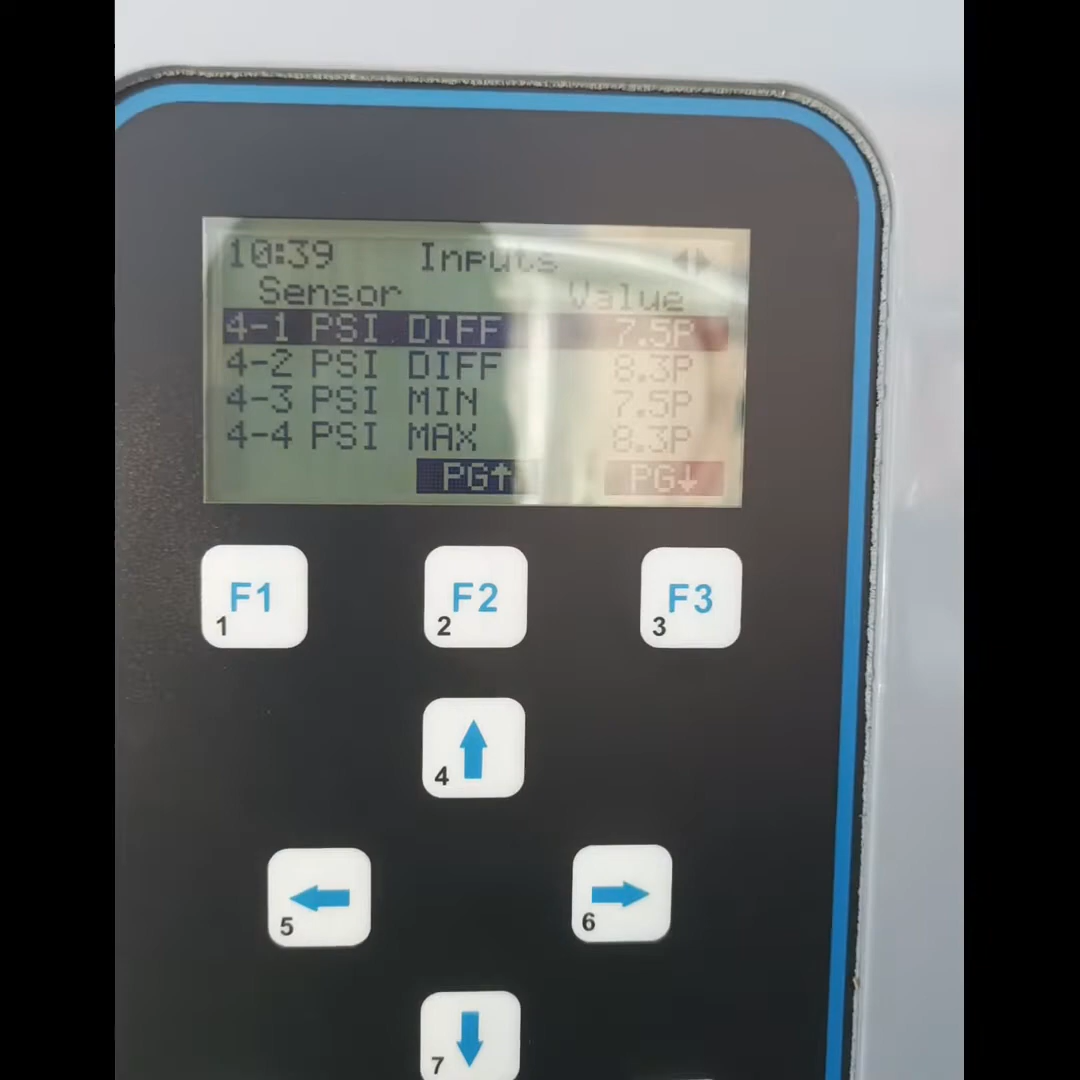 10:39 Inputs
Sensor Value
4-1 PSI DIFF 7.5P
4-2 PSI DIFF 8.3P
4-3 PSI MIN 7.5P
4-4 PSI MAX 8.3P
PG↑ PG↓
F1 F2 F3
1 2 3
4
5 6
7